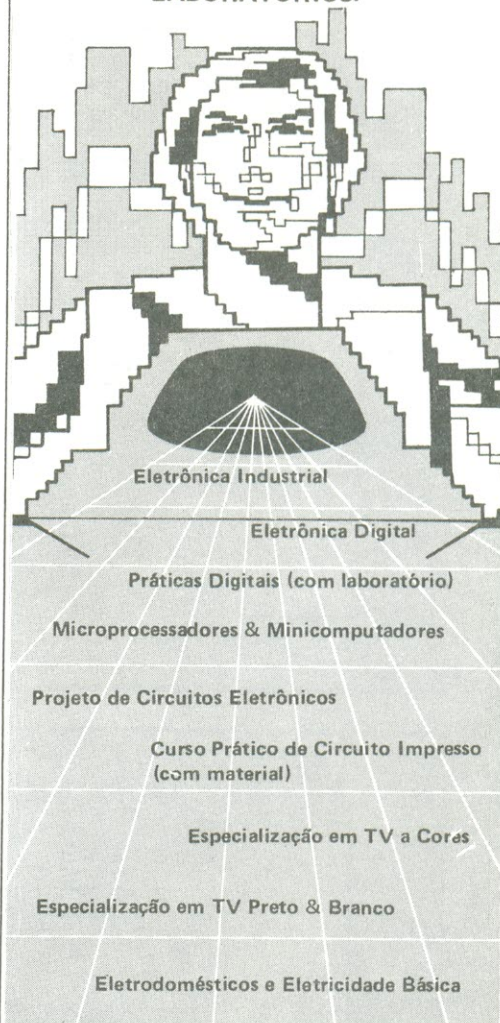 LABORATÓRIOS.
Eletrônica Industrial
Eletrônica Digital
Práticas Digitais (com laboratório)
Microprocessadores & Minicomputadores
Projeto de Circuitos Eletrônicos
Curso Prático de Circuito Impresso
(com material)
Especialização em TV a Cores
Especialização em TV Preto & Branco
Eletrodomésticos e Eletricidade Básica